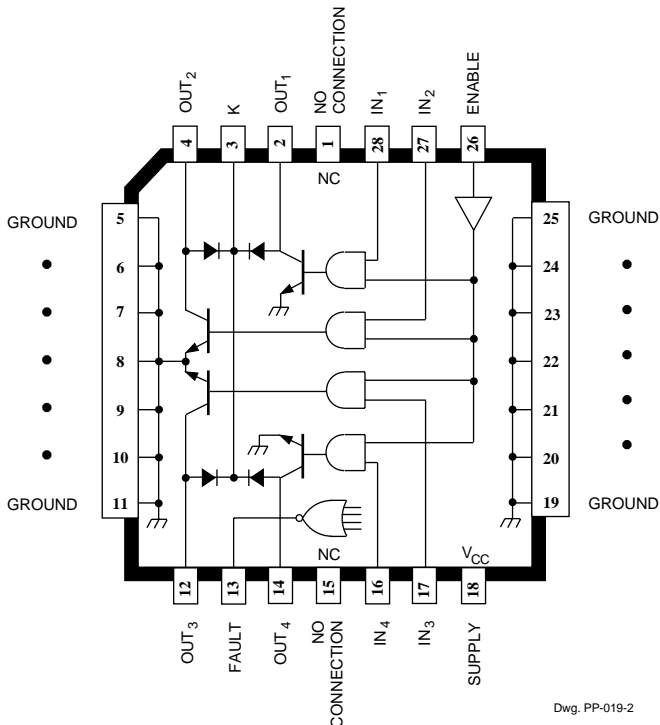 OUT2
K
OUT1
NO CONNECTION
IN1
IN2
ENABLE
4
3
2
1
28
27
26
NC
GROUND
5
6
7
8
9
10
11
GROUND
25
24
23
22
21
20
19
GROUND
GROUND
NC
VCC
12
13
14
15
16
17
18
OUT3
FAULT
OUT4
NO CONNECTION
IN4
IN3
SUPPLY
Dwg. PP-019-2